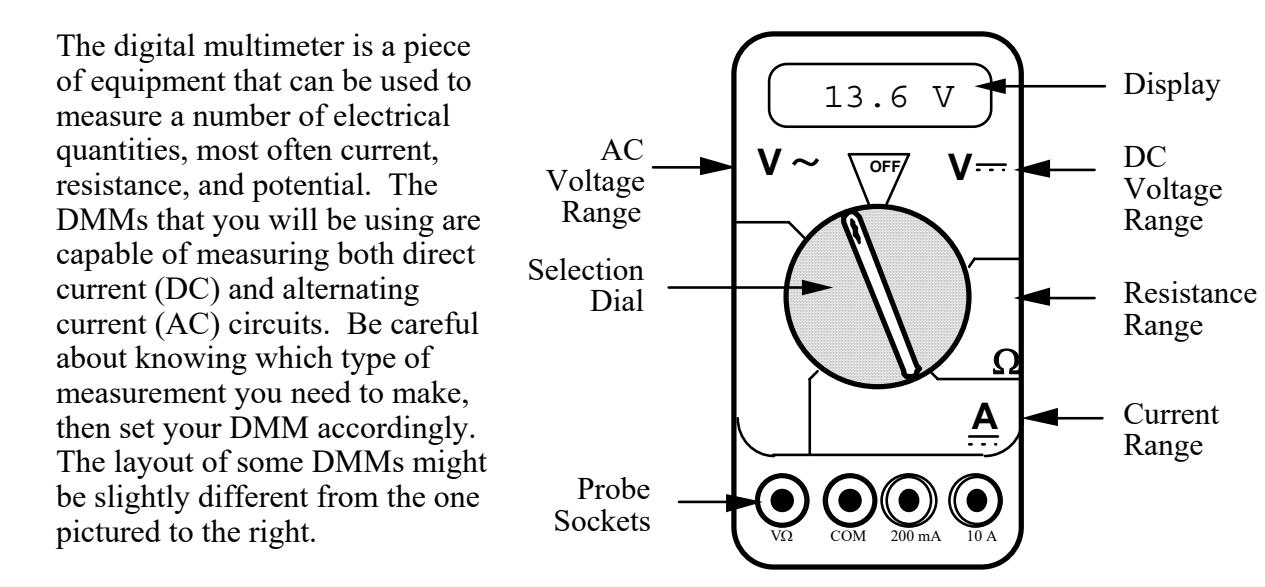 The digital multimeter is a piece
of equipment that can be used to
measure a number of electrical
quantities, most often current,
resistance, and potential.  The
DMMs that you will be using are
capable of measuring both direct
current (DC) and alternating
current (AC) circuits.  Be careful
about knowing which type of
measurement you need to make,
then set your DMM accordingly.
The layout of some DMMs might
be slightly different from the one
pictured to the right.
13.6 V
Display
AC
Voltage
Range
V ~
OFF
V
DC
Voltage
Range
Selection
Dial
Resistance
Range
Ω
A
Current
Range
Probe
Sockets
VΩ
COM
200 mA
10 A